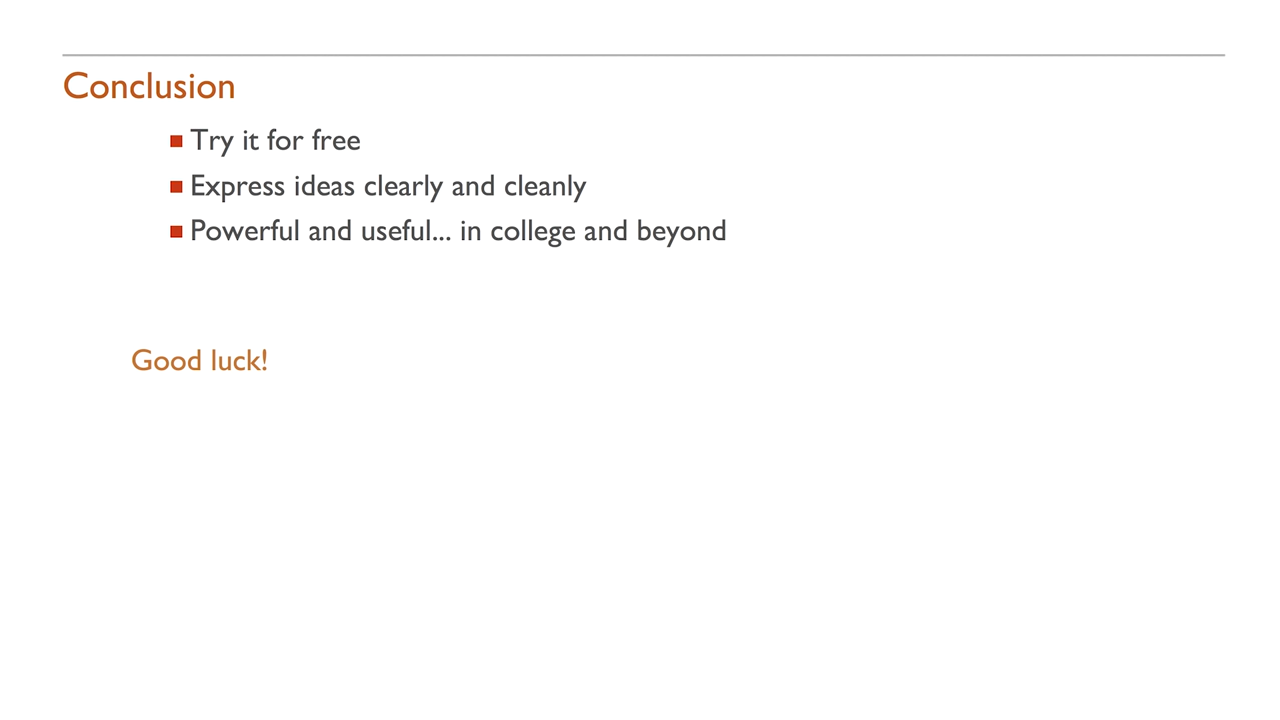 Conclusion
Try it for free
Express ideas clearly and cleanly
Powerful and useful... in college and beyond
Good luck!